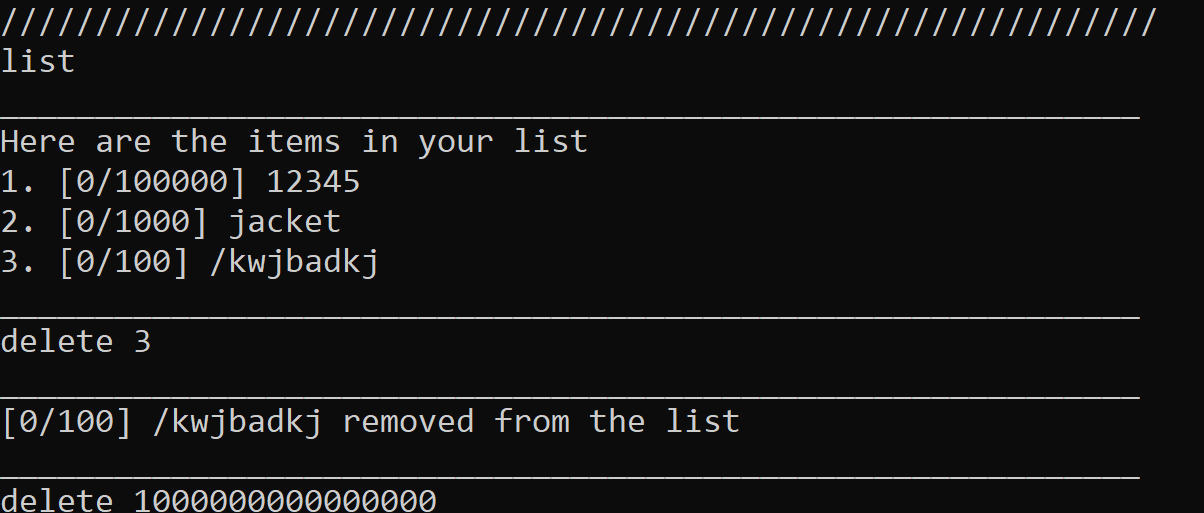 /////////////////////////////////////////////////////////////
list
____________________________________________________________
Here are the items in your list
1. [0/100000] 12345
2. [0/1000] jacket
3. [0/100] /kwjbadkj
____________________________________________________________
delete 3
____________________________________________________________
[0/100] /kwjbadkj removed from the list
____________________________________________________________
delete 1000000000000000